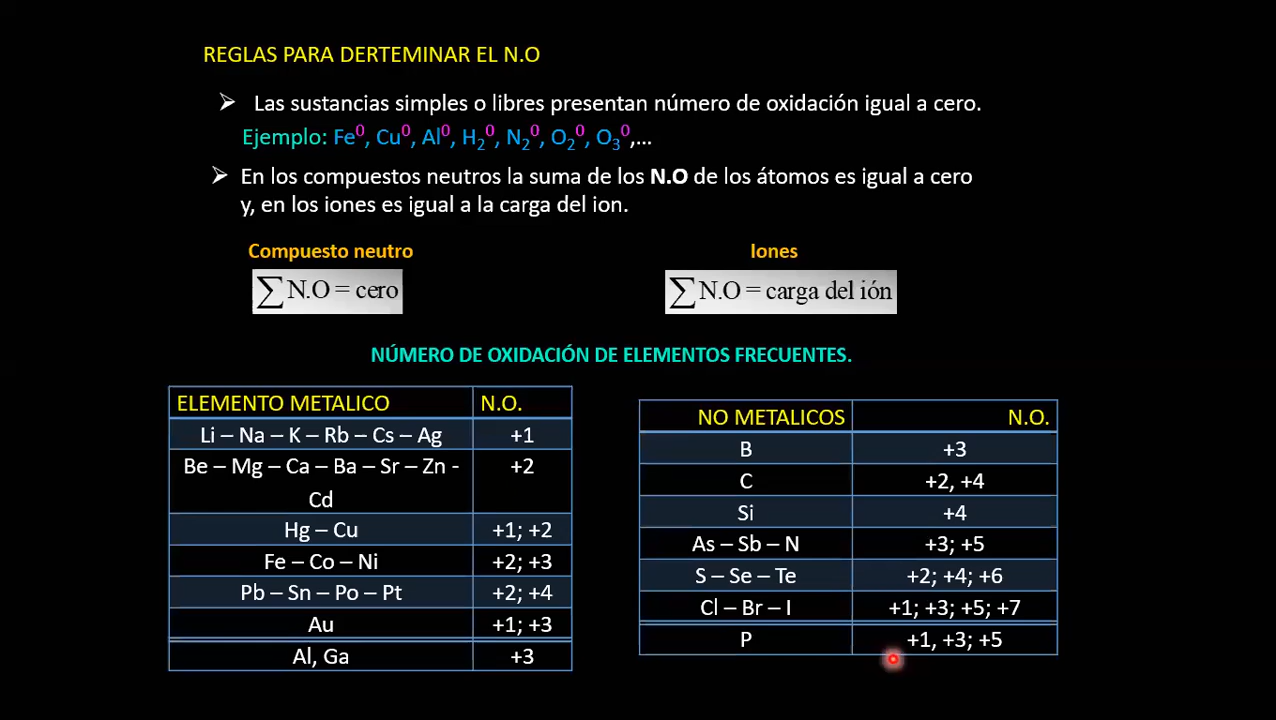 REGLAS PARA DERTEMINAR EL N.O
➢ Las sustancias simples o libres presentan número de oxidación igual a cero.
Ejemplo: Fe⁰, Cu⁰, Al⁰, H₂⁰, N₂⁰, O₂⁰, O₃⁰,...
➢ En los compuestos neutros la suma de los N.O de los átomos es igual a cero
y, en los iones es igual a la carga del ion.
Compuesto neutro
∑ N.O = cero
Iones
∑ N.O = carga del ión
NÚMERO DE OXIDACIÓN DE ELEMENTOS FRECUENTES.
ELEMENTO METALICO N.O.
Li – Na – K – Rb – Cs – Ag +1
Be – Mg – Ca – Ba – Sr – Zn - +2
Cd
Hg – Cu +1; +2
Fe – Co – Ni +2; +3
Pb – Sn – Po – Pt +2; +4
Au +1; +3
Al, Ga +3
NO METALICOS N.O.
B +3
C +2, +4
Si +4
As – Sb – N +3; +5
S – Se – Te +2; +4; +6
Cl – Br – I +1; +3; +5; +7
P +1, +3; +5